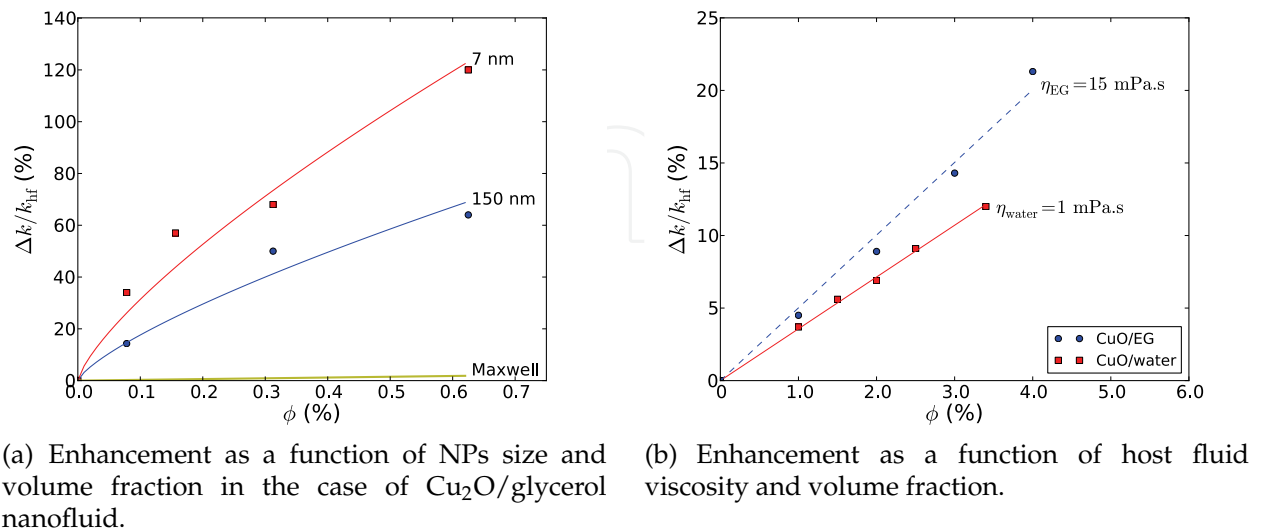 140
120
100
80
60
40
20
0
Δk/k_hf (%)
7 nm
150 nm
Maxwell
0.0 0.1 0.2 0.3 0.4 0.5 0.6 0.7
ϕ (%)
(a) Enhancement as a function of NPs size and
volume fraction in the case of Cu₂O/glycerol
nanofluid.
25
20
15
10
5
0
Δk/k_hf (%)
η_EG=15 mPa.s
η_water=1 mPa.s
CuO/EG
CuO/water
0 1.0 2.0 3.0 4.0 5.0 6.0
ϕ (%)
(b) Enhancement as a function of host fluid
viscosity and volume fraction.